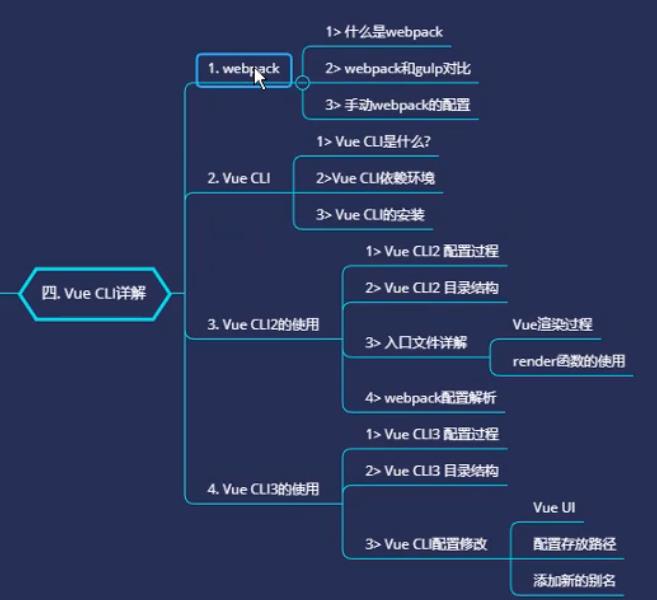 四. Vue CLI详解
1. webpack
1> 什么是webpack
2> webpack和gulp对比
3> 手动webpack的配置
2. Vue CLI
1> Vue CLI是什么?
2>Vue CLI依赖环境
3> Vue CLI的安装
3. Vue CLI2的使用
1> Vue CLI2 配置过程
2> Vue CLI2 目录结构
3> 入口文件详解
Vue渲染过程
render函数的使用
4> webpack配置解析
4. Vue CLI3的使用
1> Vue CLI3 配置过程
2> Vue CLI3 目录结构
3> Vue CLI配置修改
Vue UI
配置存放路径
添加新的别名